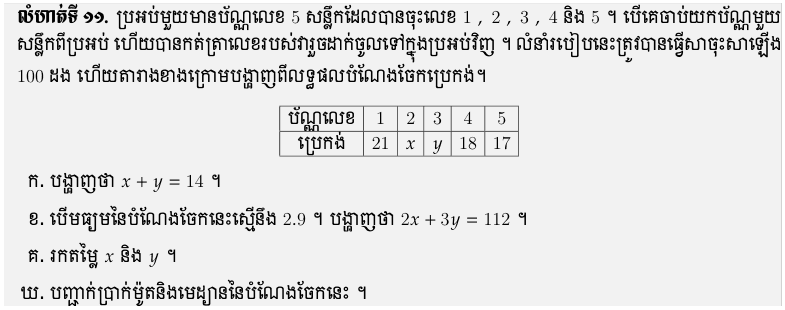 លំហាត់ទី ១១. ប្រអប់មួយមានប័ណ្ណលេខ 5 សន្លឹកដែលបានចុះលេខ 1 , 2 , 3 , 4 និង 5 ។ បើគេចាប់យកប័ណ្ណមួយ
សន្លឹកពីប្រអប់ ហើយបានកត់ត្រាលេខរបស់វារួចដាក់ចូលទៅក្នុងប្រអប់វិញ ។ លំនាំរបៀបនេះត្រូវបានធ្វើសាចុះសាឡើង
100 ដង ហើយតារាងខាងក្រោមបង្ហាញពីលទ្ធផលបំណែងចែកប្រេកង់។
ប័ណ្ណលេខ 1 2 3 4 5
ប្រេកង់ 21 x y 18 17
ក. បង្ហាញថា x + y = 14 ។
ខ. បើមធ្យមនៃបំណែងចែកនេះស្មើនឹង 2.9 ។ បង្ហាញថា 2x + 3y = 112 ។
គ. រកតម្លៃ x និង y ។
ឃ. បញ្ជាក់ប្រាក់ម៉ូតនិងមេដ្យាននៃបំណែងចែកនេះ ។